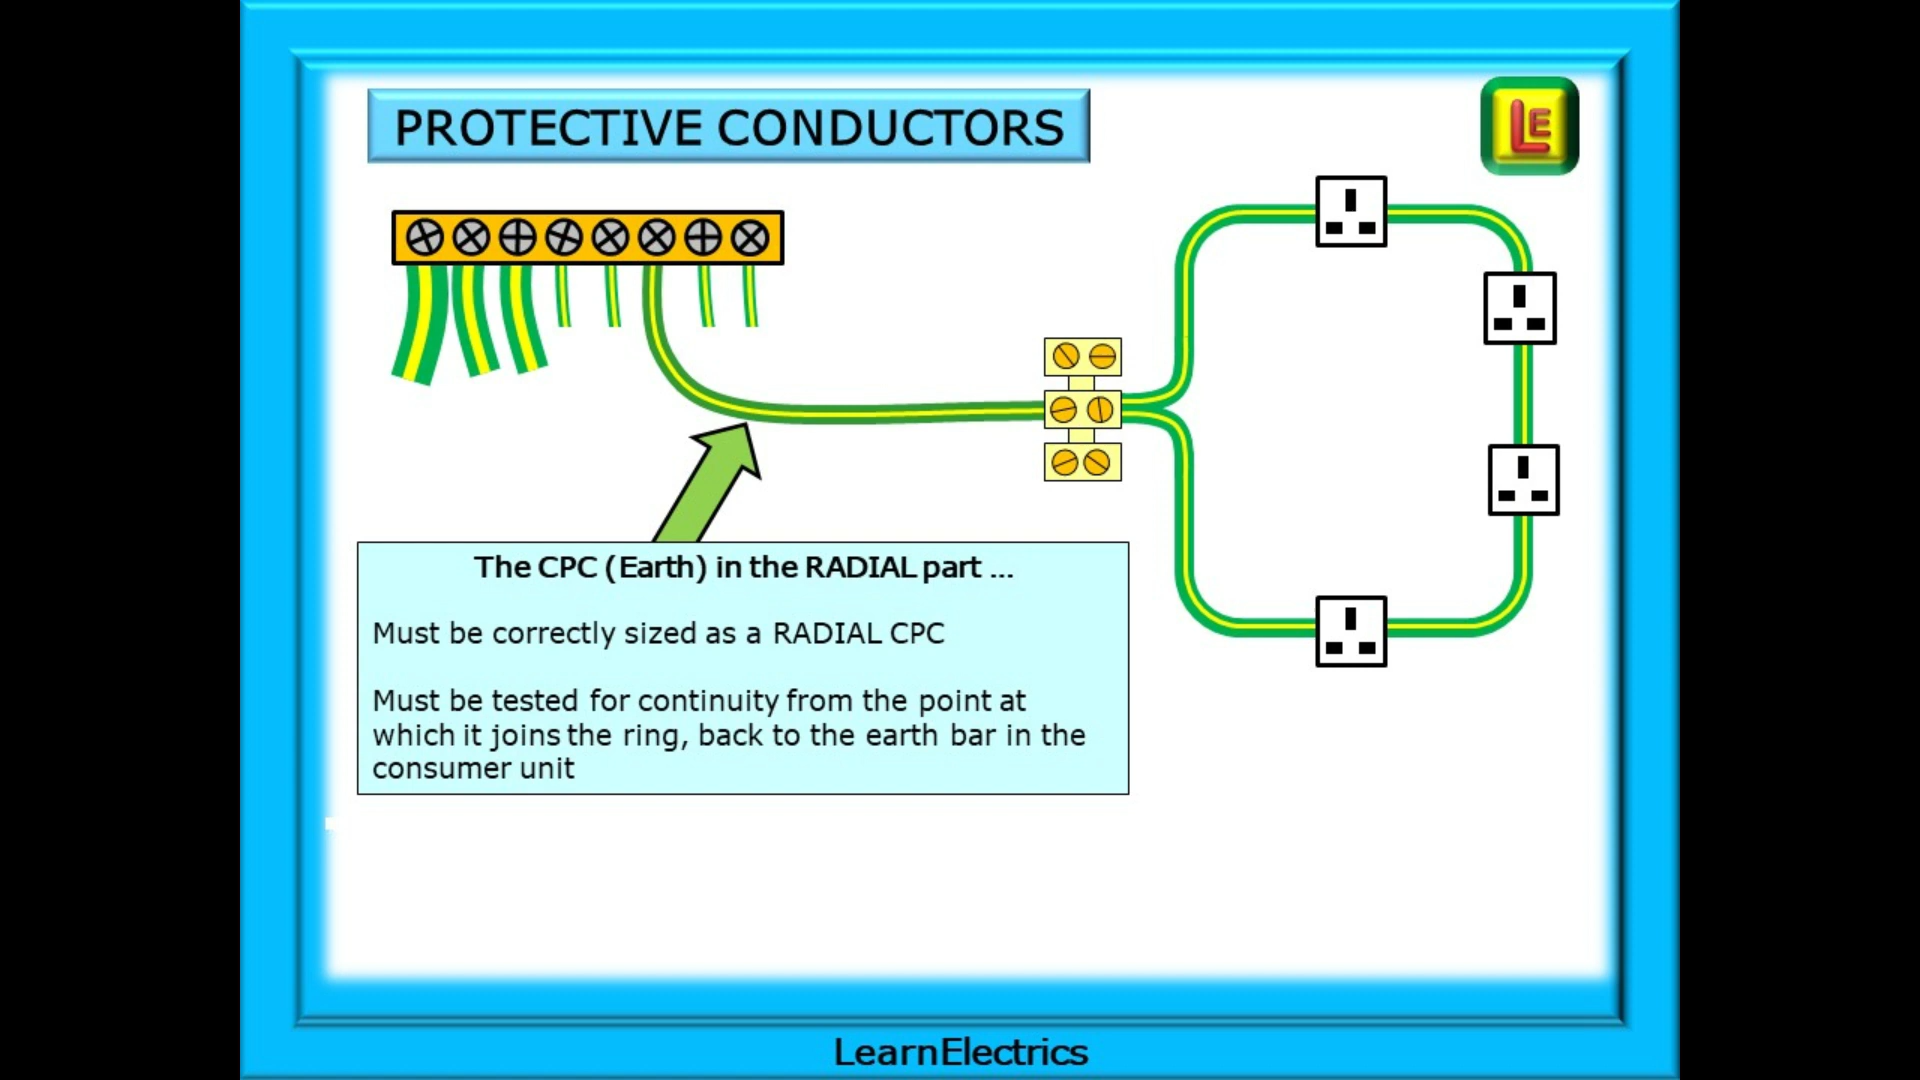 PROTECTIVE CONDUCTORS
LE
The CPC (Earth) in the RADIAL part ...
Must be correctly sized as a RADIAL CPC
Must be tested for continuity from the point at
which it joins the ring, back to the earth bar in the
consumer unit
LearnElectrics